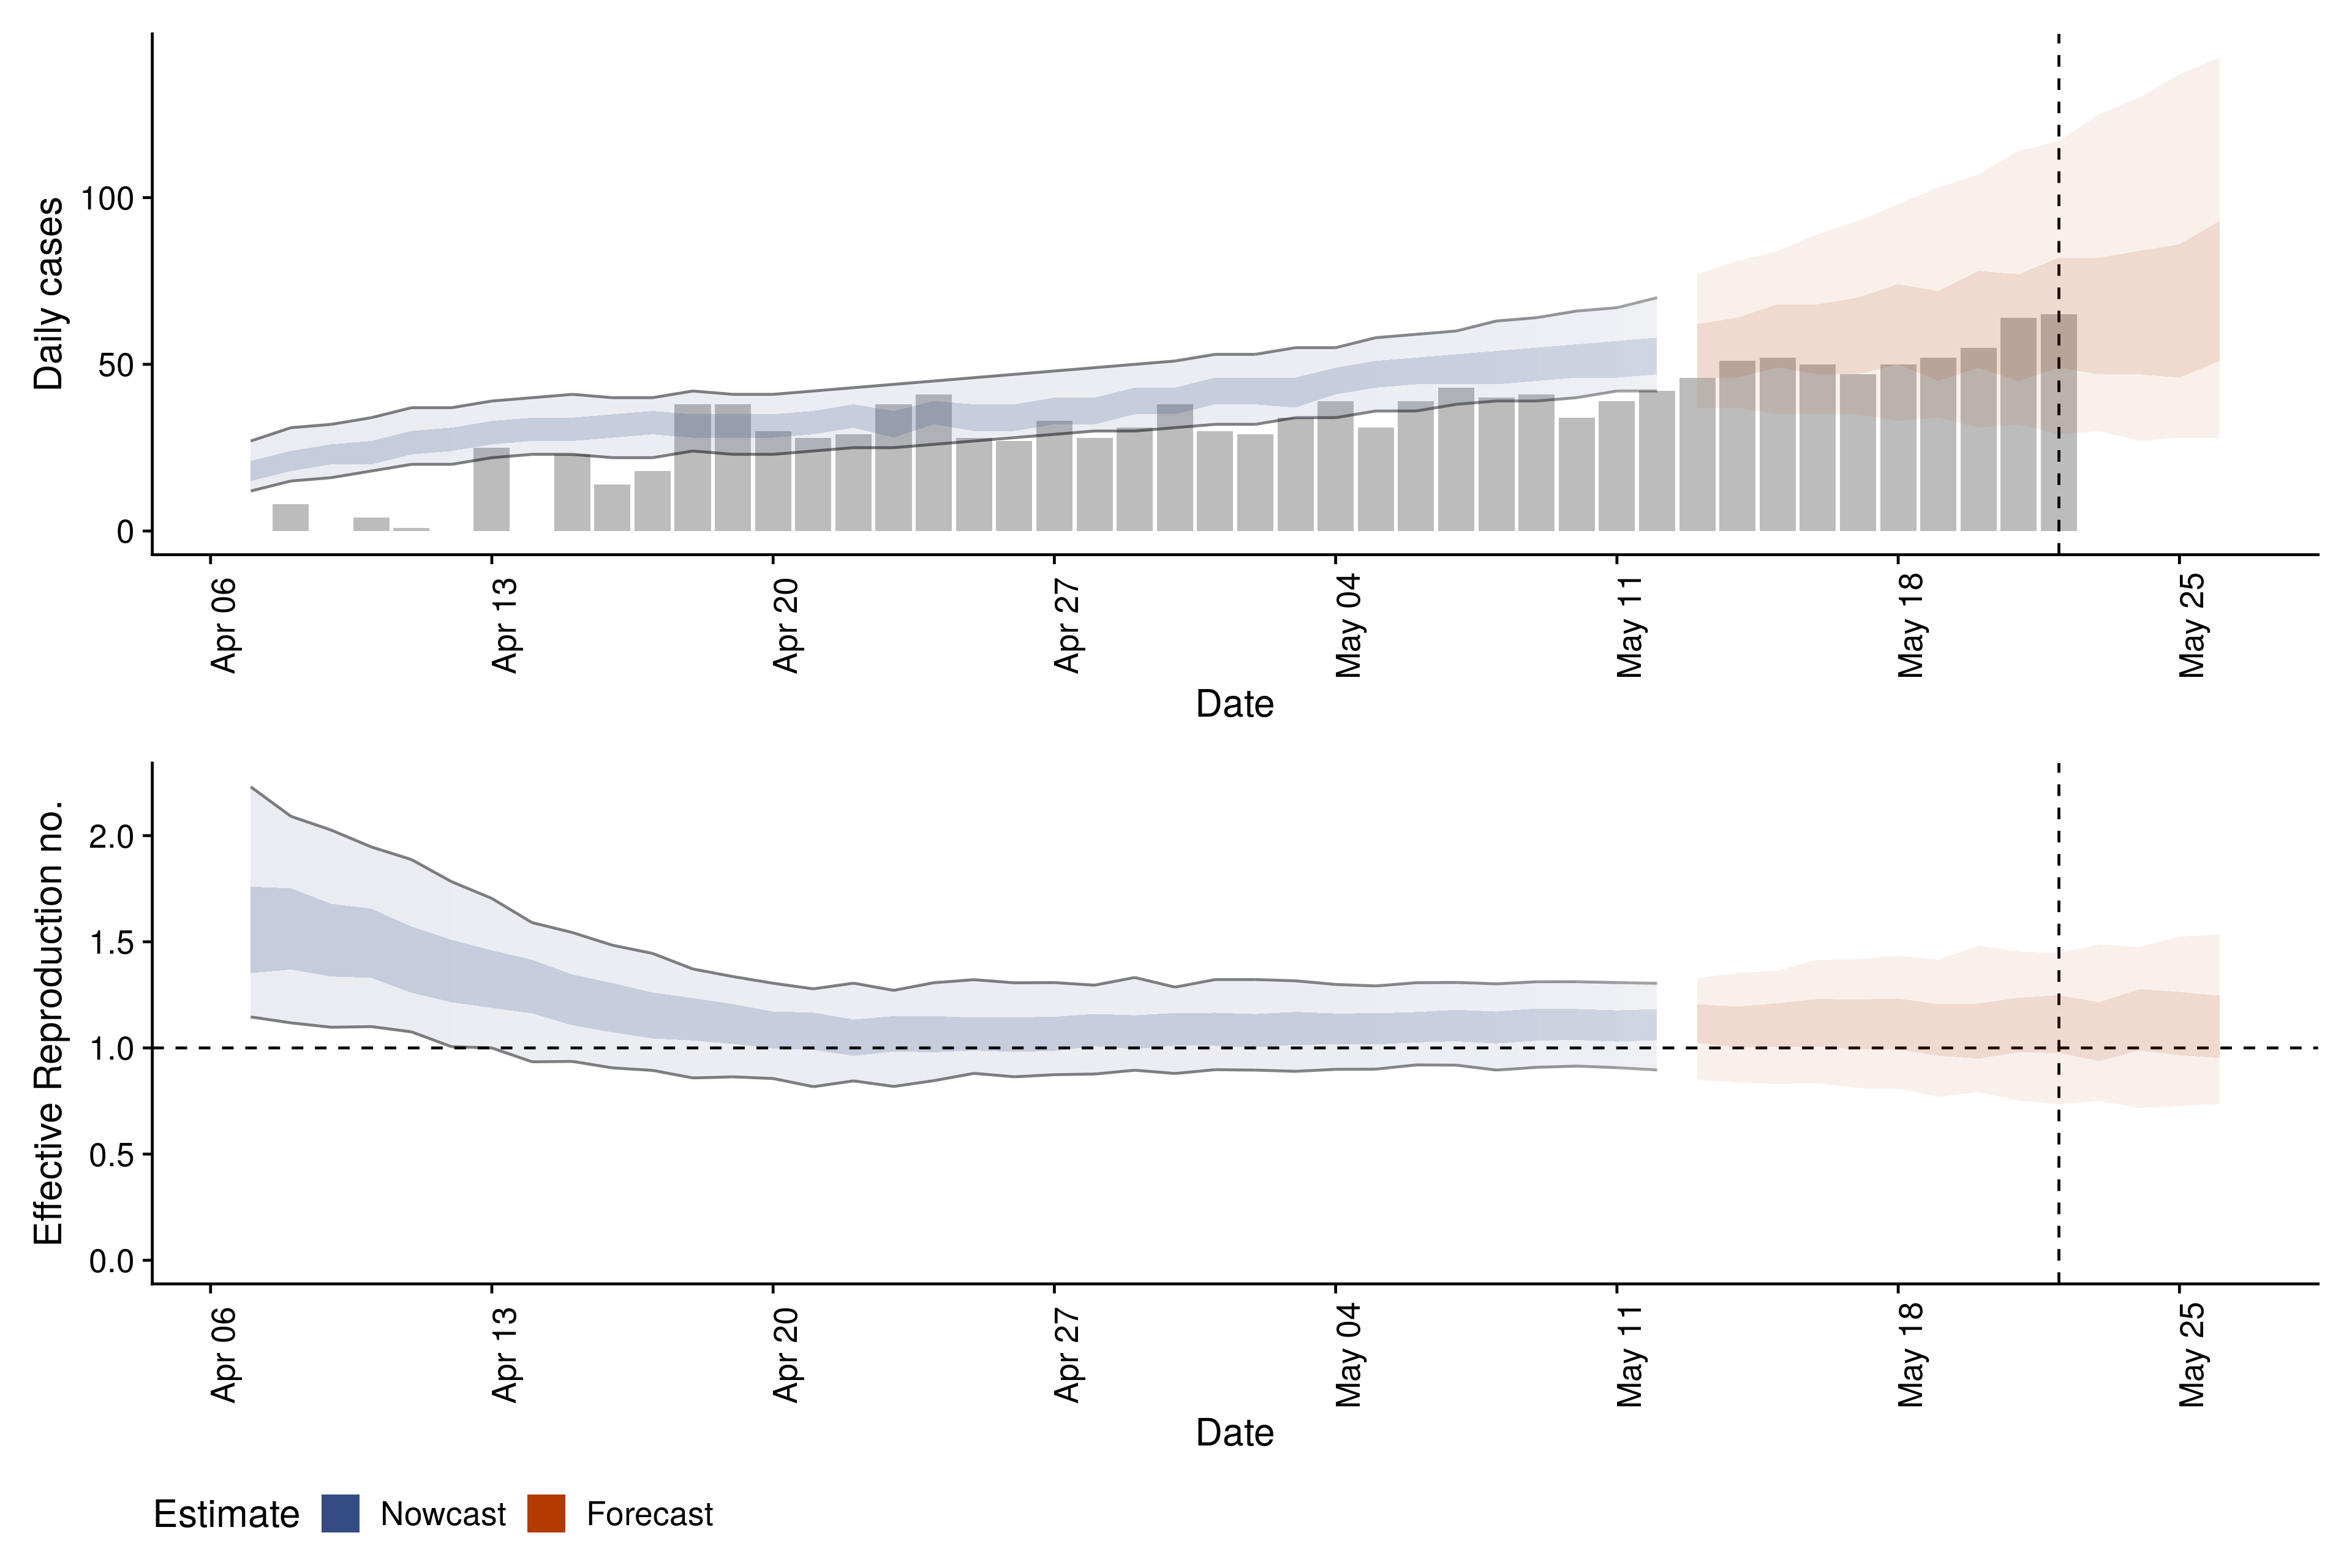 Daily cases
100
50
0
Apr 06
Apr 13
Apr 20
Apr 27
May 04
May 11
May 18
May 25
Date
Effective Reproduction no.
2.0
1.5
1.0
0.5
0.0
Apr 06
Apr 13
Apr 20
Apr 27
May 04
May 11
May 18
May 25
Date
Estimate Nowcast Forecast